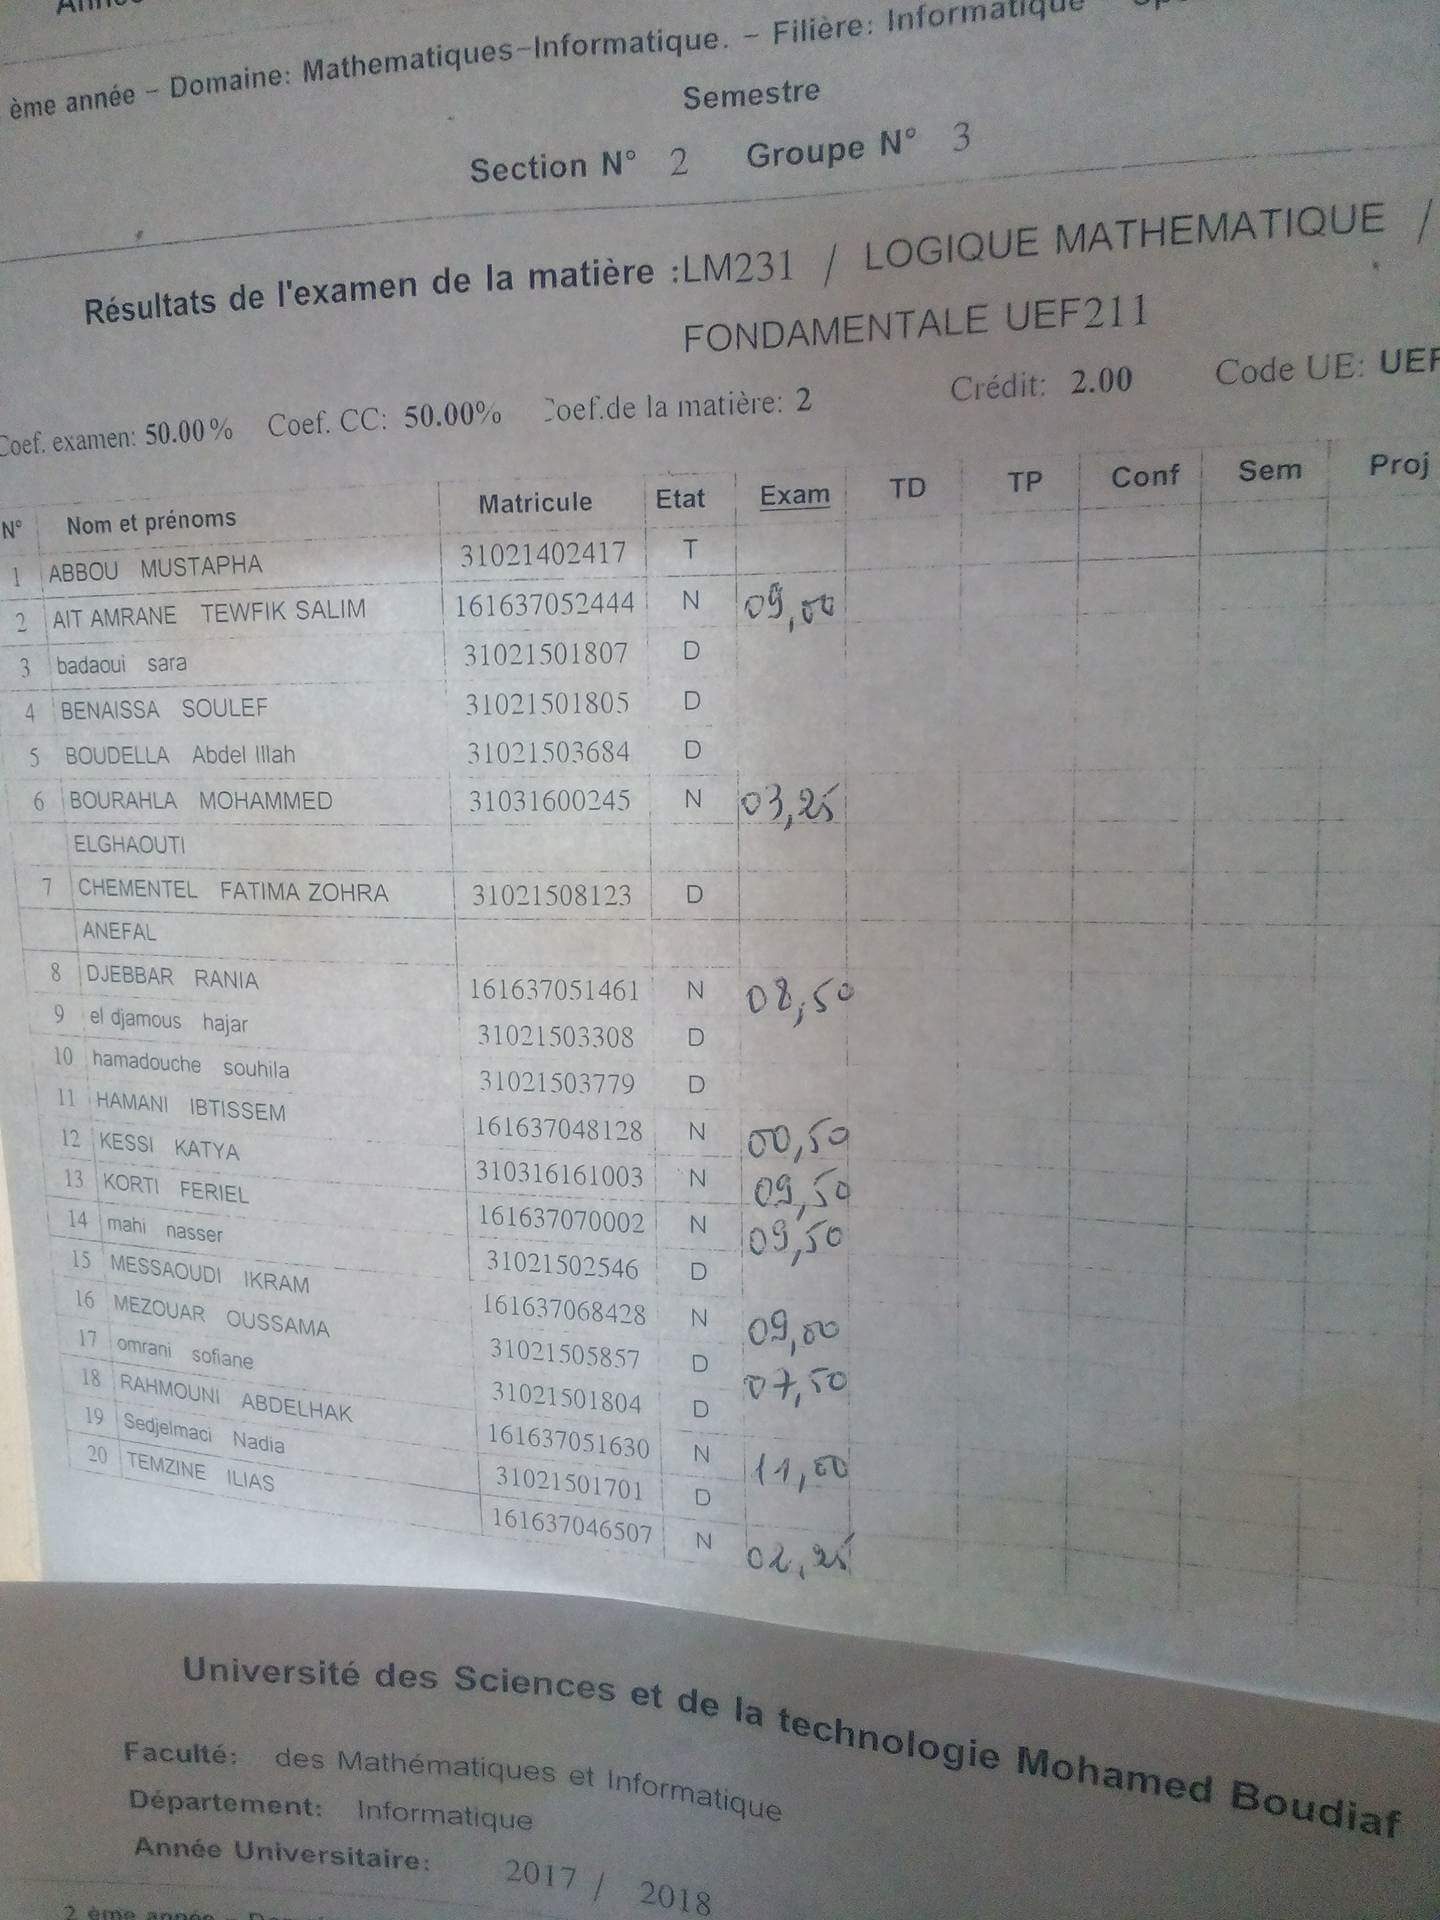 ème année - Domaine: Mathematiques-Informatique. - Filière: Informatique -
Semestre
Section N° 2 Groupe N° 3
Résultats de l'examen de la matière :LM231 / LOGIQUE MATHEMATIQUE /
FONDAMENTALE UEF211
Coef. examen: 50.00% Coef. CC: 50.00% Coef.de la matière: 2 Crédit: 2.00 Code UE: UEF
N° Nom et prénoms Matricule Etat Exam TD TP Conf Sem Proj
1 ABBOU MUSTAPHA 31021402417 T
2 AIT AMRANE TEWFIK SALIM 161637052444 N 09,00
3 badaoui sara 31021501807 D
4 BENAISSA SOULEF 31021501805 D
5 BOUDELLA Abdel Illah 31021503684 D
6 BOURAHLA MOHAMMED 31031600245 N 03,25
ELGHAOUTI
7 CHEMENTEL FATIMA ZOHRA 31021508123 D
ANEFAL
8 DJEBBAR RANIA 161637051461 N 08,50
9 el djamous hajar 31021503308 D
10 hamadouche souhila 31021503779 D
11 HAMANI IBTISSEM 161637048128 N 00,50
12 KESSI KATYA 310316161003 N 09,50
13 KORTI FERIEL 161637070002 N 09,50
14 mahi nasser 31021502546 D
15 MESSAOUDI IKRAM 161637068428 N 09,00
16 MEZOUAR OUSSAMA 31021505857 D 07,50
17 omrani sofiane 31021501804 D
18 RAHMOUNI ABDELHAK 161637051630 N 11,00
19 Sedjelmaci Nadia 31021501701 D
20 TEMZINE ILIAS 161637046507 N 02,25
Université des Sciences et de la technologie Mohamed Boudiaf
Faculté: des Mathématiques et Informatique
Département: Informatique
Année Universitaire: 2017 / 2018
2 ème année -